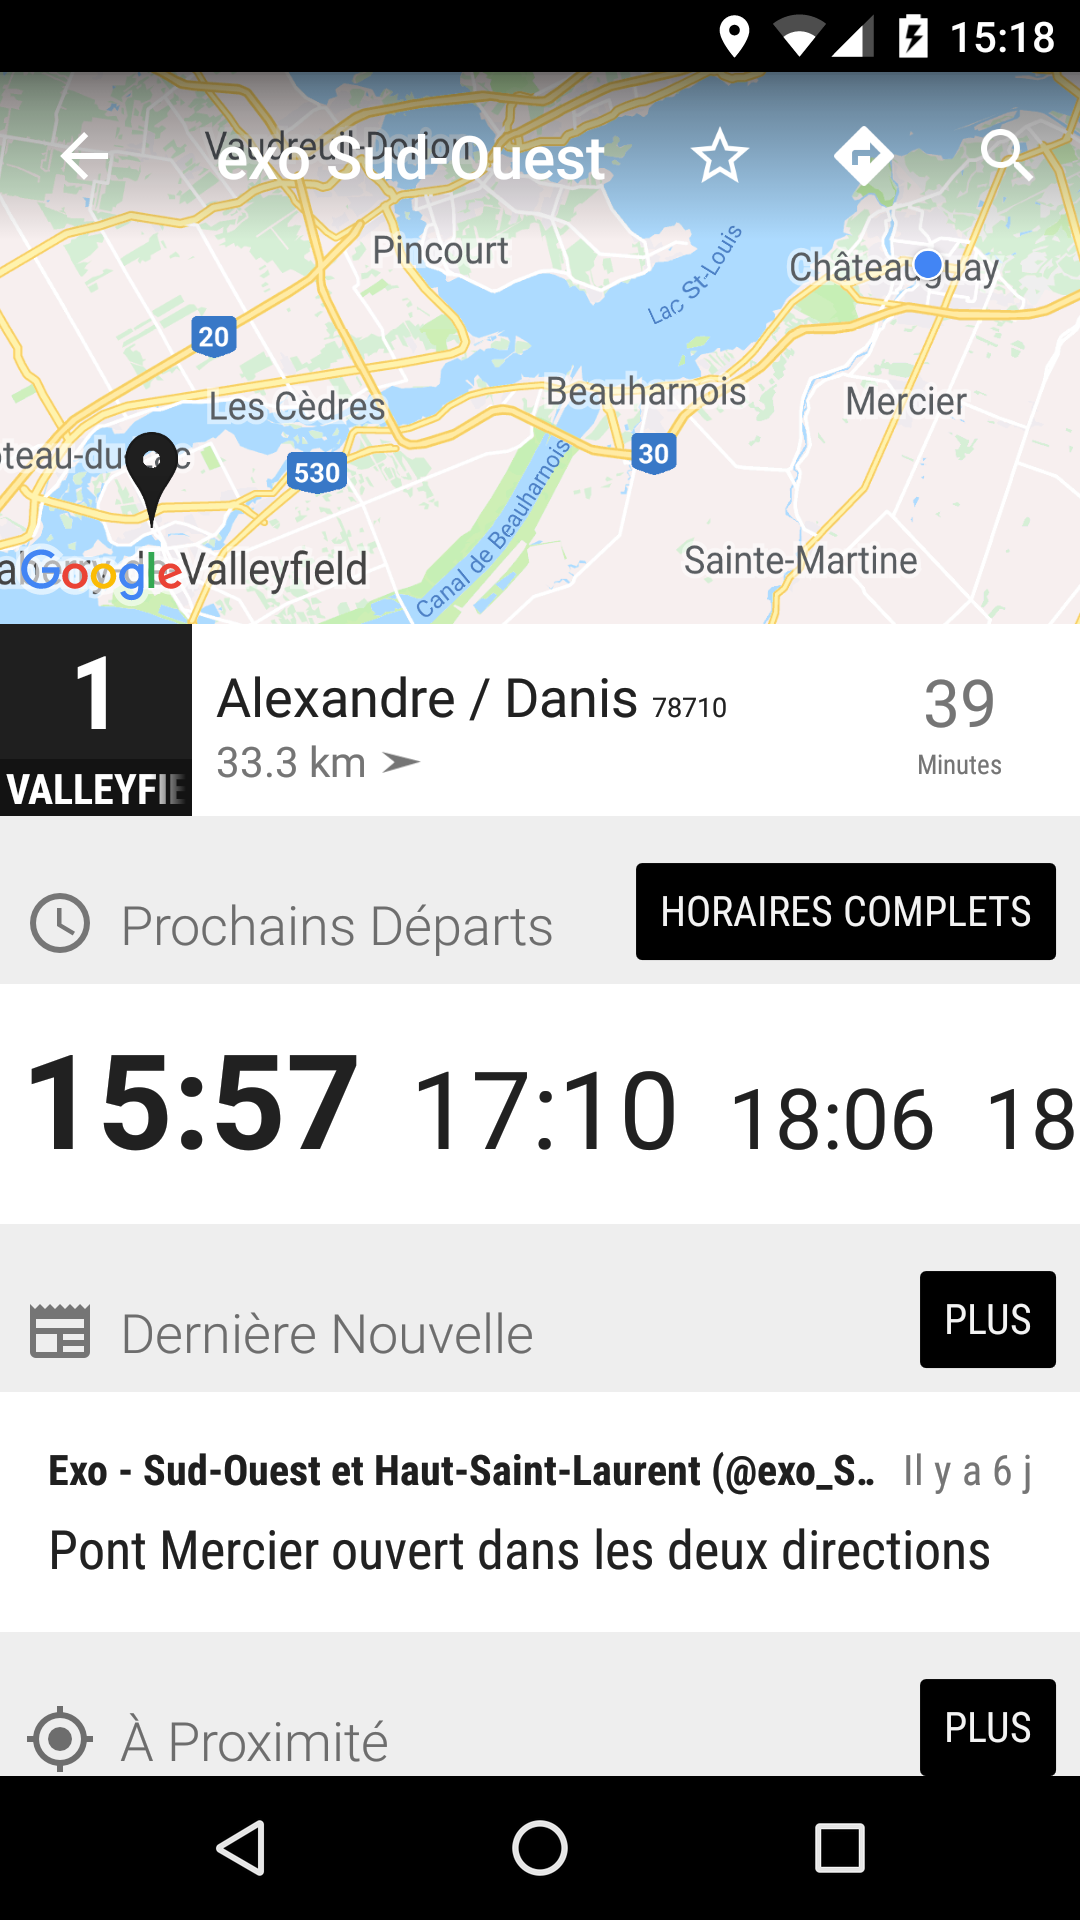 15:18
Vaudreuil-Dorion
exo Sud-Ouest
Pincourt
Lac St-Louis
Châteauguay
20
Les Cèdres
Beauharnois
Mercier
30
530
Canal de Beauharnois
Sainte-Martine
Valleyfield
Google
1
VALLEYFIE
Alexandre / Danis 78710
33.3 km
39
Minutes
Prochains Départs
HORAIRES COMPLETS
15:57 17:10 18:06 18
Dernière Nouvelle
PLUS
Exo - Sud-Ouest et Haut-Saint-Laurent (@exo_S… Il y a 6 j
Pont Mercier ouvert dans les deux directions
À Proximité
PLUS